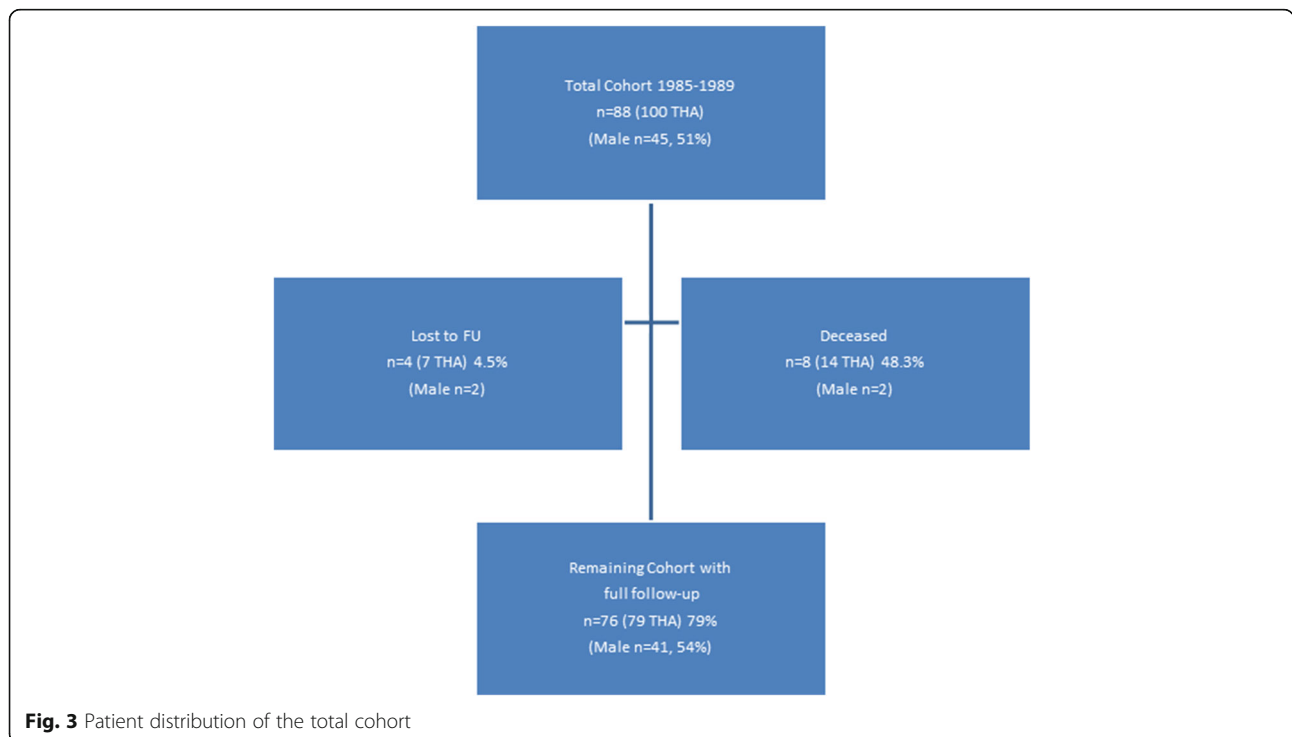 Total Cohort 1985-1989
n=88 (100 THA)
(Male n=45, 51%)
Lost to FU
n=4 (7 THA) 4.5%
(Male n=2)
Deceased
n=8 (14 THA) 48.3%
(Male n=2)
Remaining Cohort with
full follow-up
n=76 (79 THA) 79%
(Male n=41, 54%)
Fig. 3 Patient distribution of the total cohort